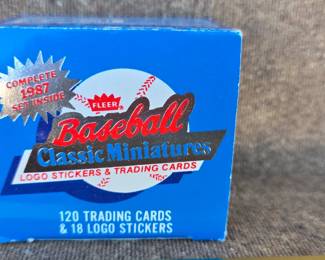 COMPLETE
1987
SET INSIDE
FLEER
Baseball
Classic Miniatures
LOGO STICKERS & TRADING CARDS
120 TRADING CARDS
& 18 LOGO STICKERS